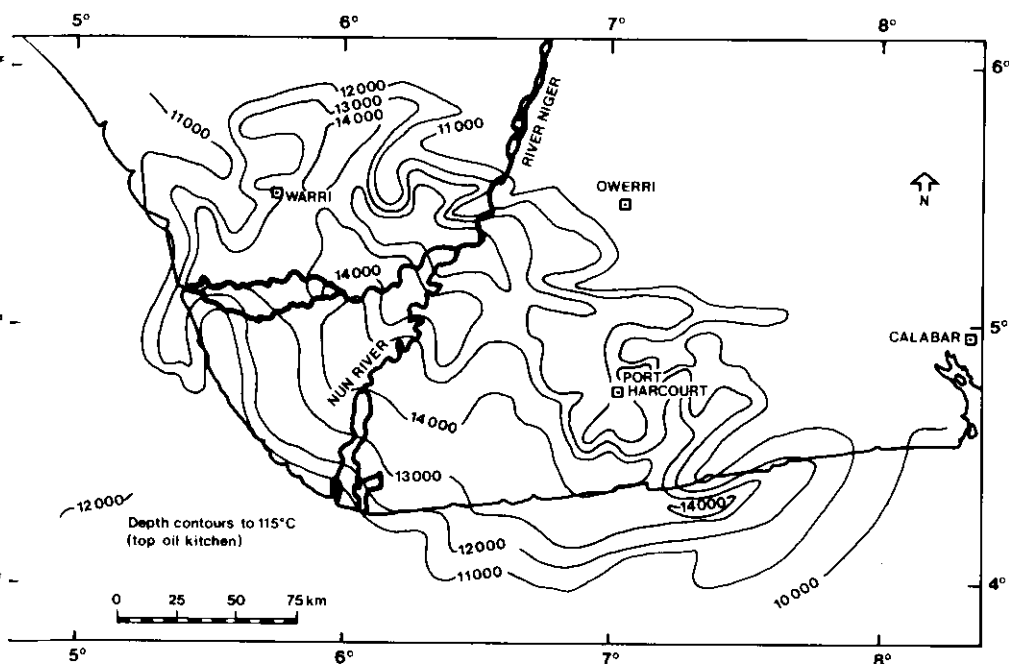 5° 6° 7° 8°
6°
12000
13000
14000
11000
11000
RIVER NIGER
OWERRI
N
WARRI
14000
5°
CALABAR
NUN RIVER
PORT
HARCOURT
14000
13000
12000
14000?
Depth contours to 115°C
(top oil kitchen)
12000
11000
10000
4°
0 25 50 75 km
5° 6° 7° 8°